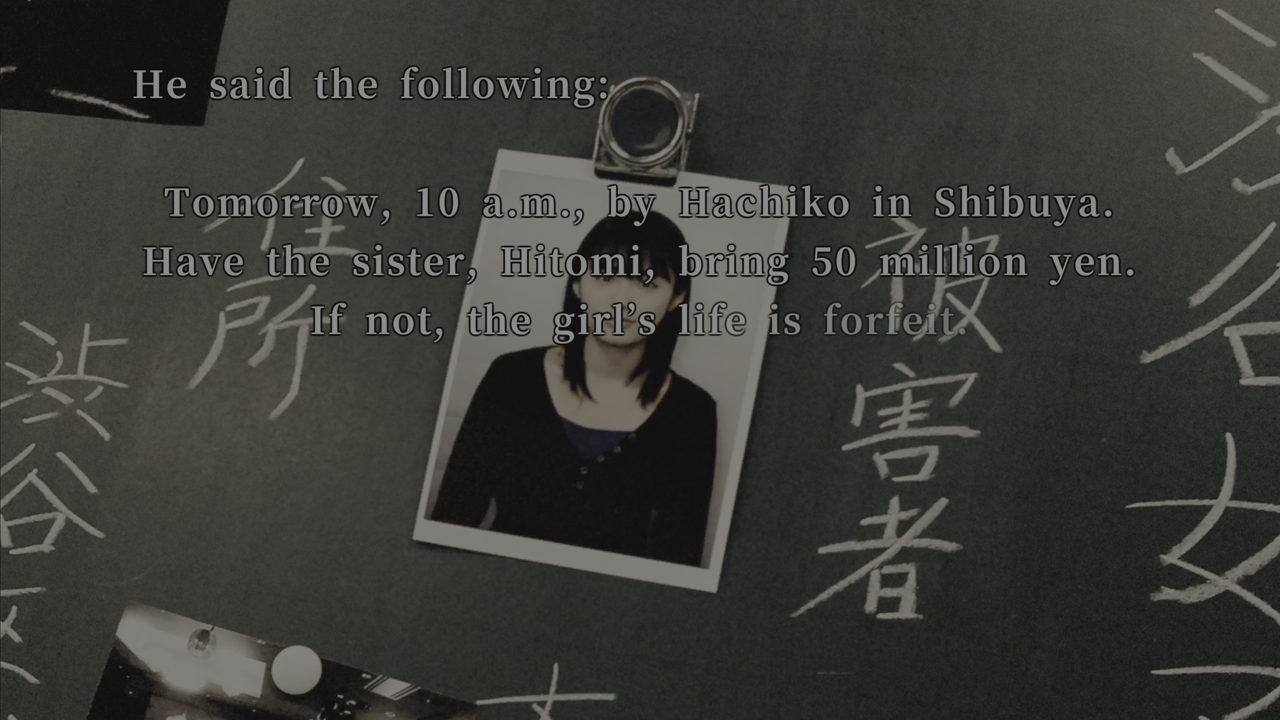 He said the following:
Tomorrow, 10 a.m., by Hachiko in Shibuya.
Have the sister, Hitomi, bring 50 million yen.
If not, the girl’s life is forfeit.
被害者
住所
渋谷
女